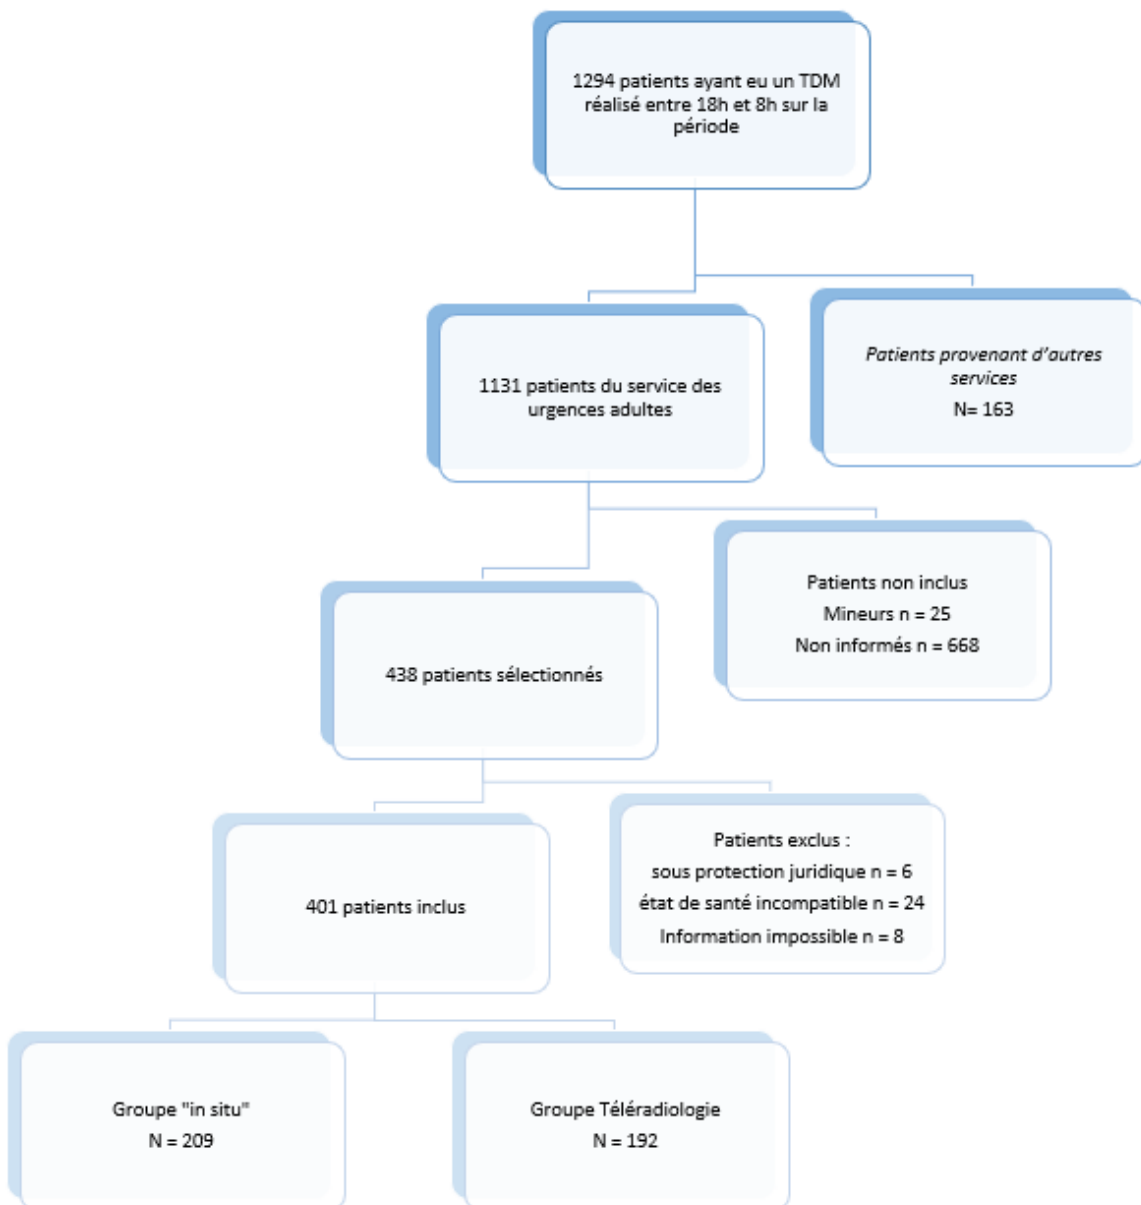 1294 patients ayant eu un TDM
réalisé entre 18h et 8h sur la
période
1131 patients du service des
urgences adultes
Patients provenant d'autres
services
N= 163
Patients non inclus
Mineurs n = 25
Non informés n = 668
438 patients sélectionnés
401 patients inclus
Patients exclus :
sous protection juridique n = 6
état de santé incompatible n = 24
Information impossible n = 8
Groupe "in situ"
N = 209
Groupe Téléradiologie
N = 192